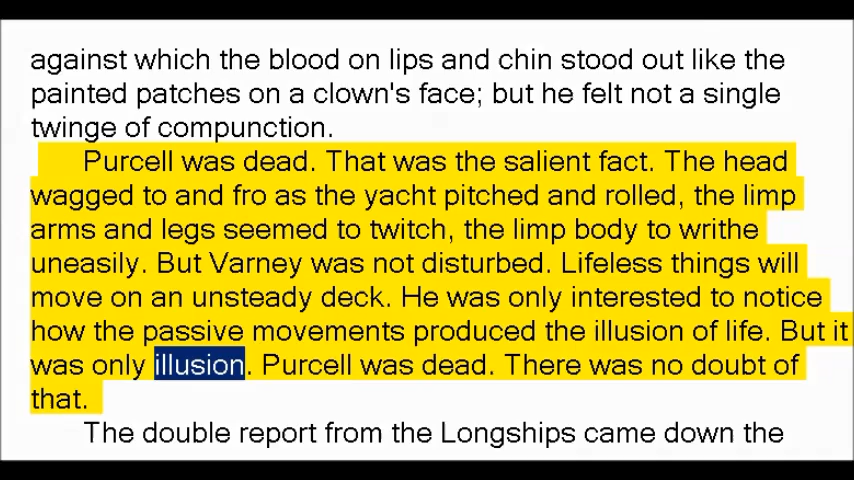 against which the blood on lips and chin stood out like the
painted patches on a clown's face; but he felt not a single
twinge of compunction.
Purcell was dead. That was the salient fact. The head
wagged to and fro as the yacht pitched and rolled, the limp
arms and legs seemed to twitch, the limp body to writhe
uneasily. But Varney was not disturbed. Lifeless things will
move on an unsteady deck. He was only interested to notice
how the passive movements produced the illusion of life. But it
was only illusion. Purcell was dead. There was no doubt of
that.
The double report from the Longships came down the